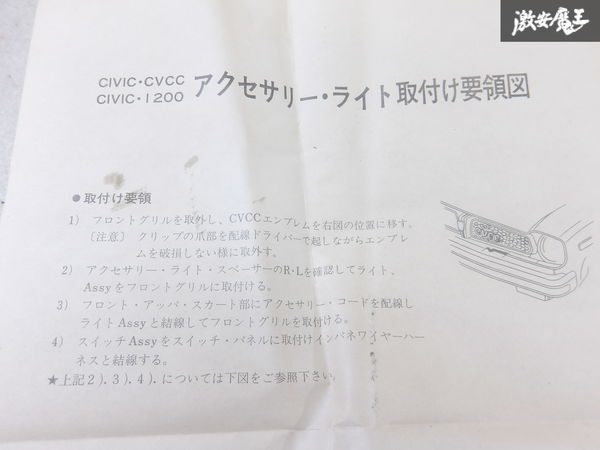 激安魔王
CIVIC・CVCC
CIVIC・1200
アクセサリー・ライト取付け要領図
●取付け要領
1) フロントグリルを取外し、CVCCエンブレムを右図の位置に移す。
〔注意〕 クリップの爪部を配線ドライバーで起しながらエンブレ
ムを破損しない様に取外す。
2) アクセサリー・ライト・スペーサーのR・Lを確認してライト、
Assyをフロントグリルに取付ける。
3) フロント・アッパ・スカート部にアクセサリー・コードを配線し
ライトAssyと結線してフロントグリルを取付ける。
4) スイッチAssyをスイッチ・パネルに取付けインパネワイヤーハー
ネスと結線する。
★上記2). 3). 4). については下図をご参照下さい.